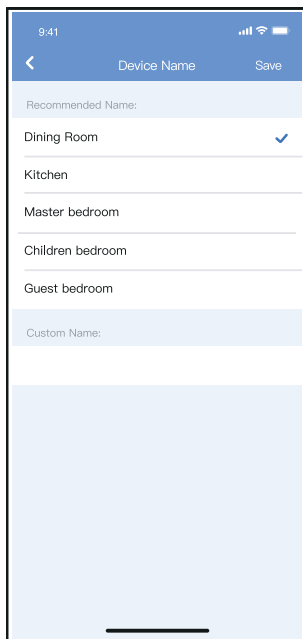 9:41
Device Name Save
Recommended Name:
Dining Room
Kitchen
Master bedroom
Children bedroom
Guest bedroom
Custom Name: